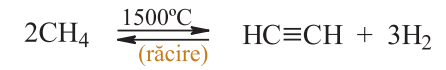 2CH₄ 1500ºC HC≡CH + 3H₂
(răcire)